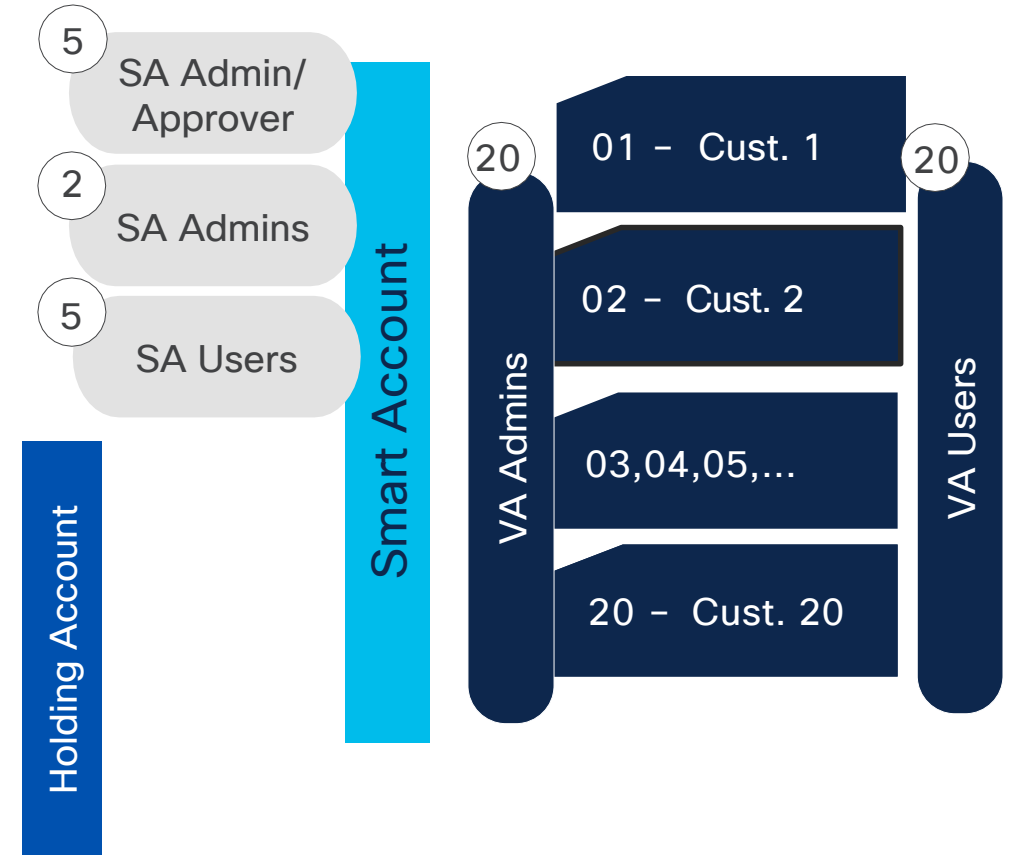 5
SA Admin/
Approver
2
SA Admins
5
SA Users
Holding Account
Smart Account
20
VA Admins
01 – Cust. 1
02 – Cust. 2
03,04,05,...
20 – Cust. 20
20
VA Users